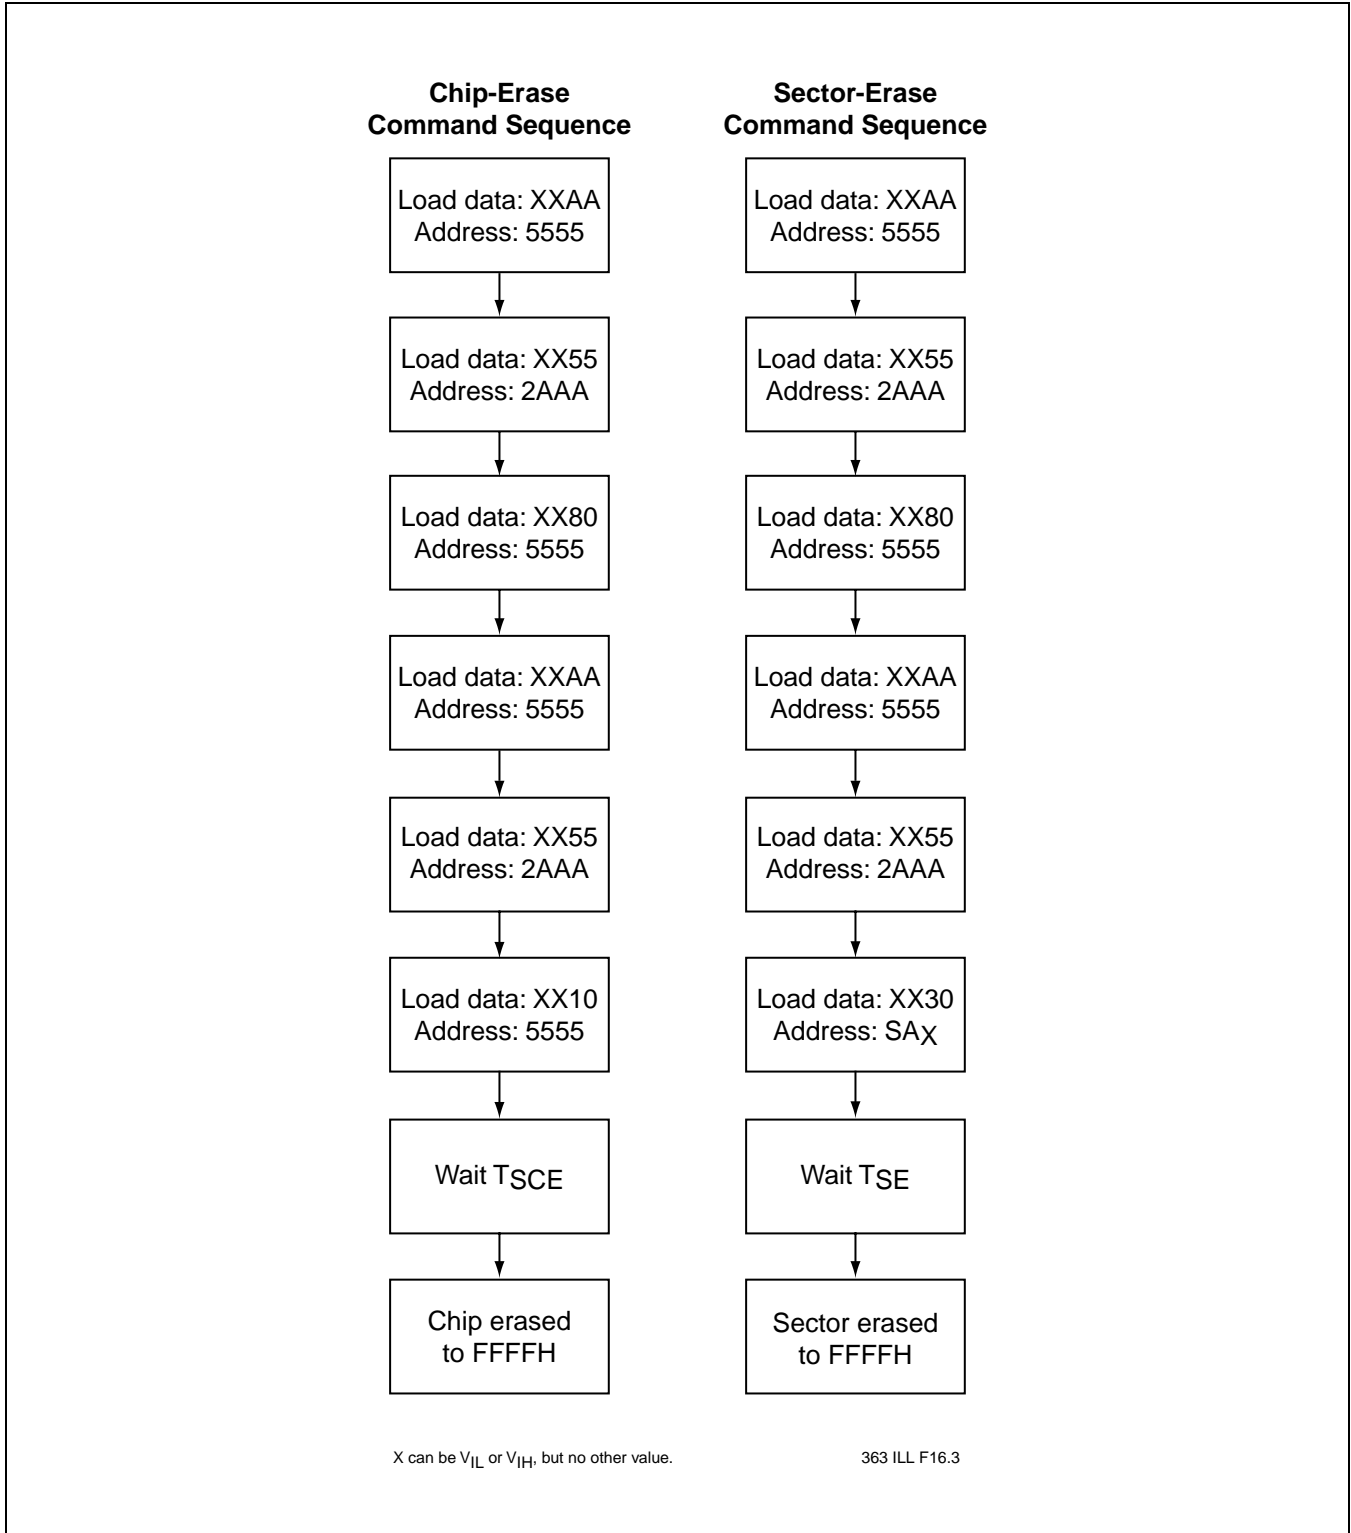 Chip-Erase
Command Sequence
Load data: XXAA
Address: 5555
Load data: XX55
Address: 2AAA
Load data: XX80
Address: 5555
Load data: XXAA
Address: 5555
Load data: XX55
Address: 2AAA
Load data: XX10
Address: 5555
Wait TSCE
Chip erased
to FFFFH
Sector-Erase
Command Sequence
Load data: XXAA
Address: 5555
Load data: XX55
Address: 2AAA
Load data: XX80
Address: 5555
Load data: XXAA
Address: 5555
Load data: XX55
Address: 2AAA
Load data: XX30
Address: SAX
Wait TSE
Sector erased
to FFFFH
X can be VIL or VIH, but no other value.
363 ILL F16.3